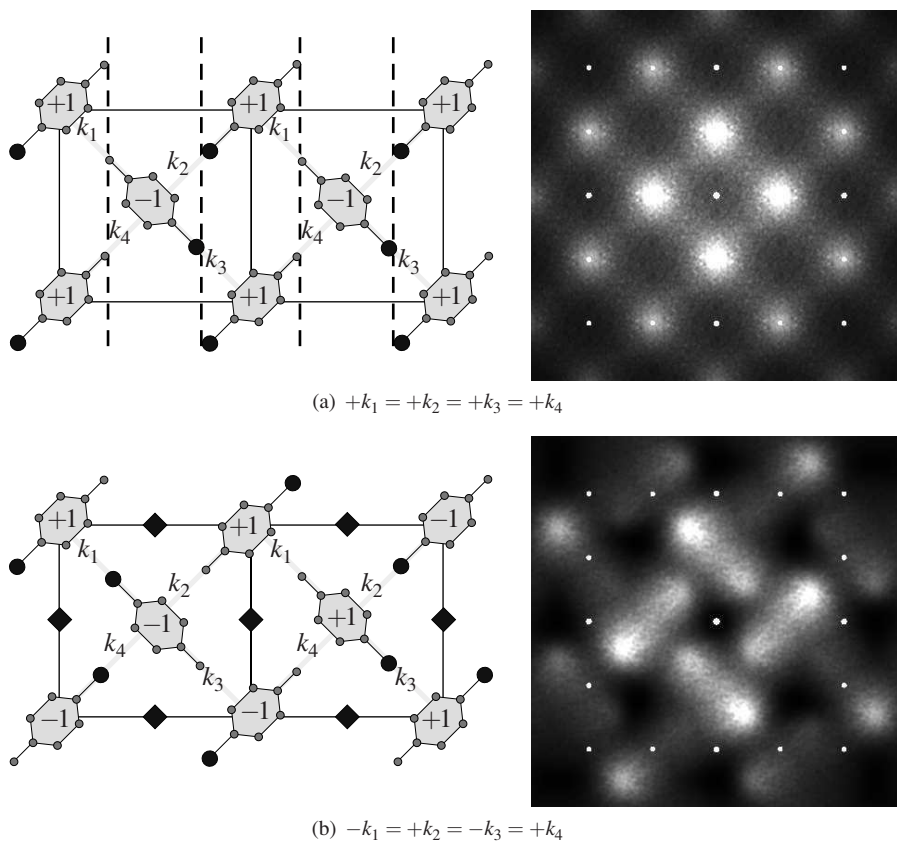 +1 +1 +1
k1 k1
k2 k2
−1 −1
k4 k4
k3 k3
+1 +1 +1
(a) +k1 = +k2 = +k3 = +k4
+1 +1 −1
k1 k1
k2 k2
−1 +1
k4 k4
k3 k3
−1 −1 +1
(b) −k1 = +k2 = −k3 = +k4